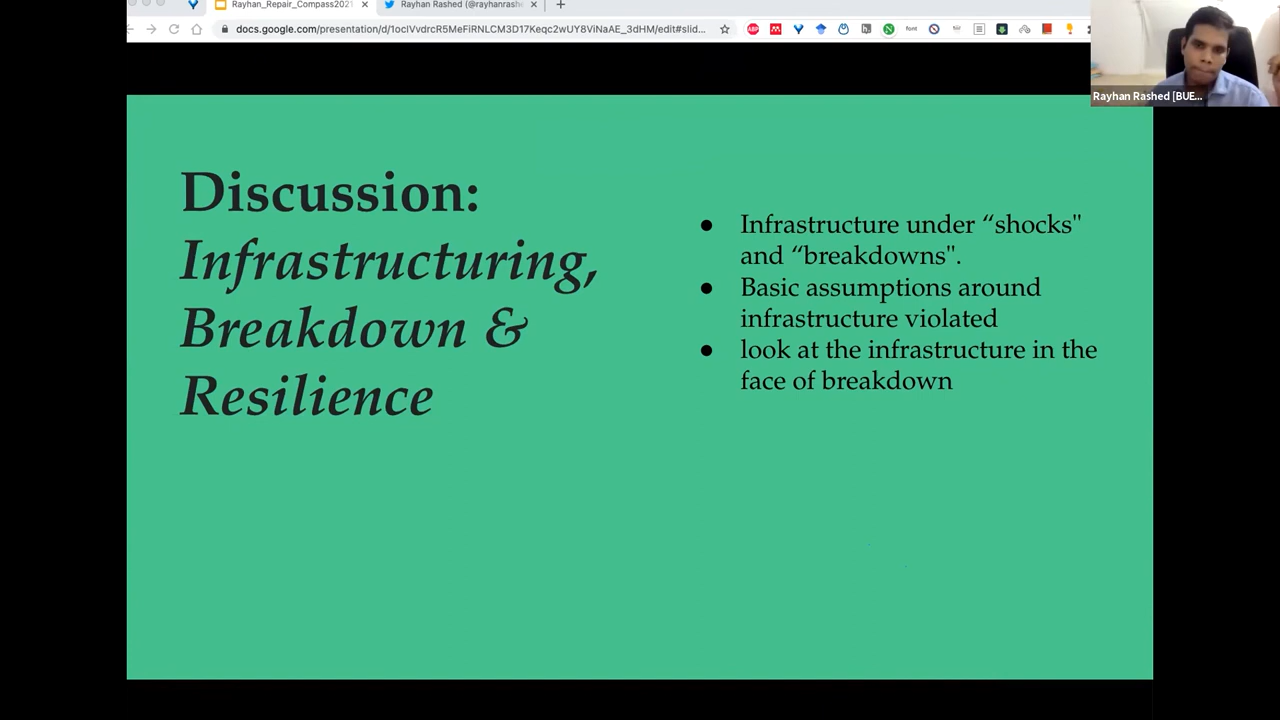 Rayhan_Repair_Compass2021
Rayhan Rashed (@rayhanrashe
docs.google.com/presentation/d/1ocIVvdrcR5MeFiRNLCM3D17Keqc2wUY8ViNaAE_3dHM/edit#slid...
Rayhan Rashed [BUE...
Discussion:
Infrastructuring,
Breakdown &
Resilience
● Infrastructure under “shocks"
and “breakdowns".
● Basic assumptions around
infrastructure violated
● look at the infrastructure in the
face of breakdown